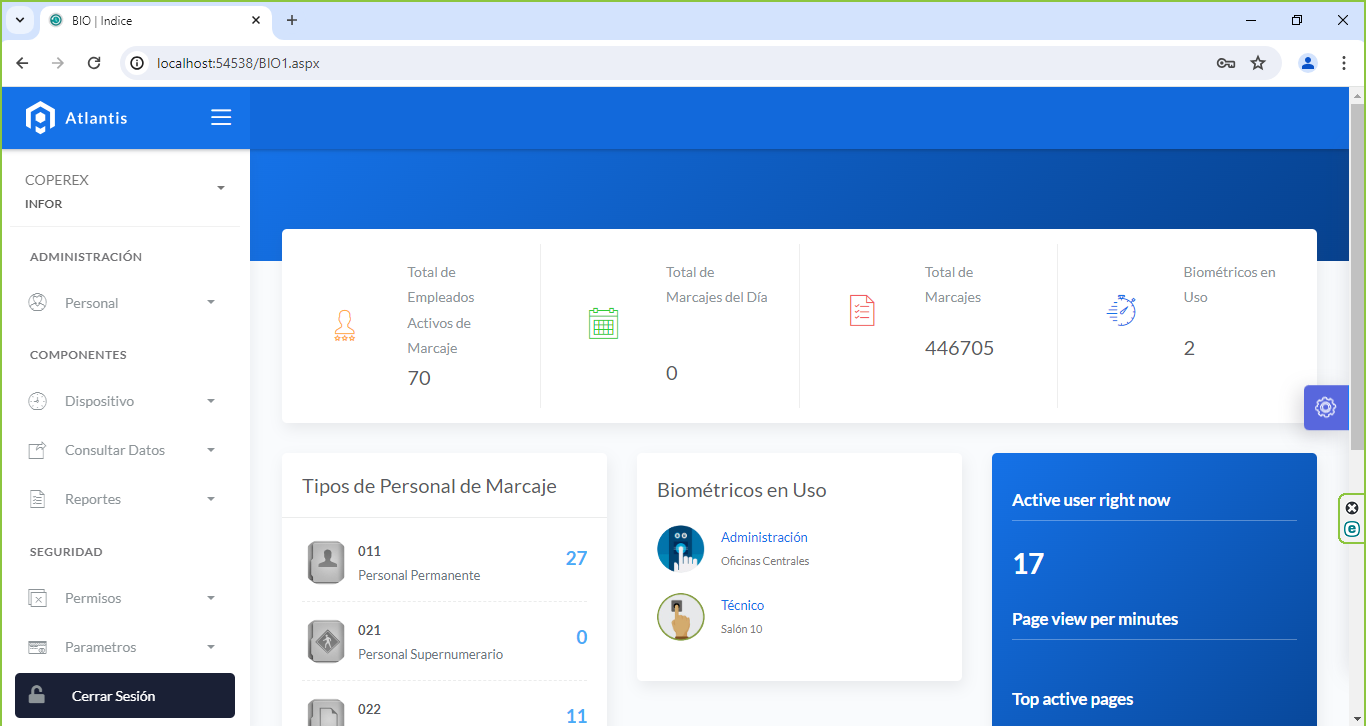 BIO | Indice
localhost:54538/BIO1.aspx
Atlantis
COPEREX
INFOR
ADMINISTRACIÓN
Personal
COMPONENTES
Dispositivo
Consultar Datos
Reportes
SEGURIDAD
Permisos
Parametros
Cerrar Sesión
Total de
Empleados
Activos de
Marcaje
70
Total de
Marcajes del Día
0
Total de
Marcajes
446705
Biométricos en
Uso
2
Tipos de Personal de Marcaje
011
Personal Permanente
27
021
Personal Supernumerario
0
022
11
Biométricos en Uso
Administración
Oficinas Centrales
Técnico
Salón 10
Active user right now
17
Page view per minutes
Top active pages